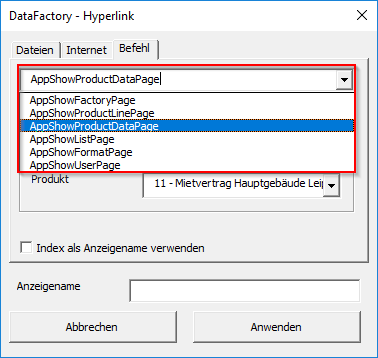 DataFactory - Hyperlink
Dateien Internet Befehl
AppShowProductDataPage
AppShowFactoryPage
AppShowProductLinePage
AppShowProductDataPage
AppShowListPage
AppShowFormatPage
AppShowUserPage
Produkt 11 - Mietvertrag Hauptgebäude Lei
Index als Anzeigename verwenden
Anzeigename
Abbrechen Anwenden